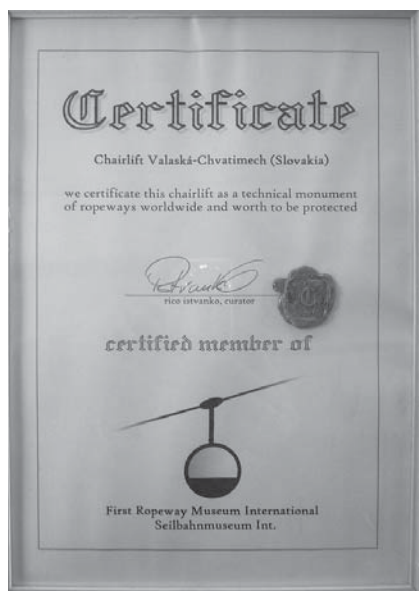 Certificate
Chairlift Valaská-Chvatimech (Slovakia)
we certificate this chairlift as a technical monument
of ropeways worldwide and worth to be protected
rico istvanko, curator
certified member of
First Ropeway Museum International
Seilbahnmuseum Int.